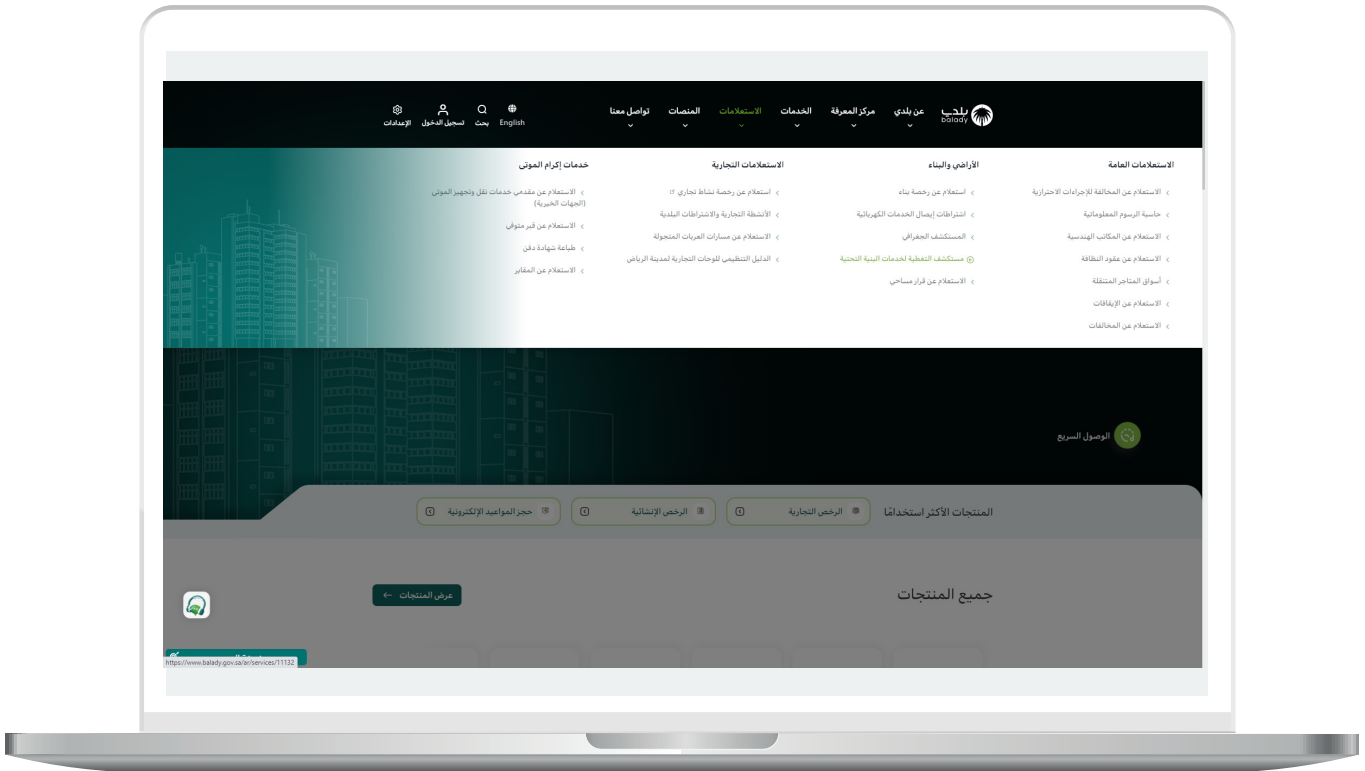 بلدي
balady
عن بلدي
مركز المعرفة
الخدمات
الاستعلامات
المنصات
تواصل معنا
English
بحث
تسجيل الدخول
الإعدادات
الاستعلامات العامة
الاستعلام عن المخالفة للإجراءات الاحترازية
حاسبة الرسوم المعلوماتية
الاستعلام عن المكاتب الهندسية
الاستعلام عن عقود النظافة
أسواق المتاجر المتنقلة
الاستعلام عن الإيقافات
الاستعلام عن المخالفات
الأراضي والبناء
استعلام عن رخصة بناء
اشتراطات إيصال الخدمات الكهربائية
المستكشف الجغرافي
مستكشف التغطية لخدمات البنية التحتية
الاستعلام عن قرار مساحي
الاستعلامات التجارية
استعلام عن رخصة نشاط تجاري
الأنشطة التجارية والاشتراطات البلدية
الاستعلام عن مسارات العربات المتجولة
الدليل التنظيمي للوحات التجارية لمدينة الرياض
خدمات إكرام الموتى
الاستعلام عن مقدمي خدمات نقل وتجهيز الموتى
(الجهات الخيرية)
الاستعلام عن قبر متوفي
طباعة شهادة دفن
الاستعلام عن المقابر
الوصول السريع
المنتجات الأكثر استخدامًا
الرخص التجارية
الرخص الإنشائية
حجز المواعيد الإلكترونية
جميع المنتجات
عرض المنتجات
https://www.balady.gov.sa/ar/services/11132